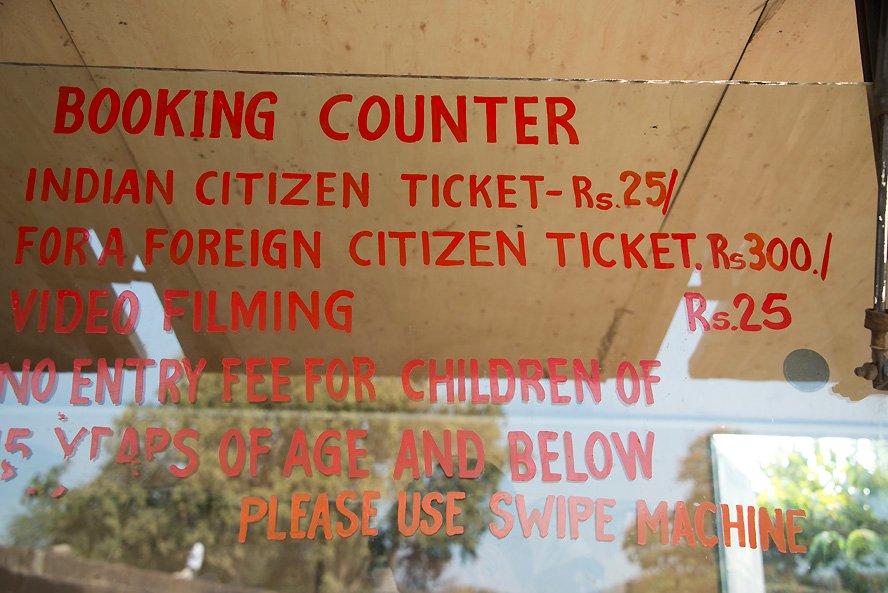 BOOKING COUNTER
INDIAN CITIZEN TICKET-Rs.25/
FOR A FOREIGN CITIZEN TICKET. Rs300./
VIDEO FILMING Rs.25
NO ENTRY FEE FOR CHILDREN OF
15 YEARS OF AGE AND BELOW
PLEASE USE SWIPE MACHINE